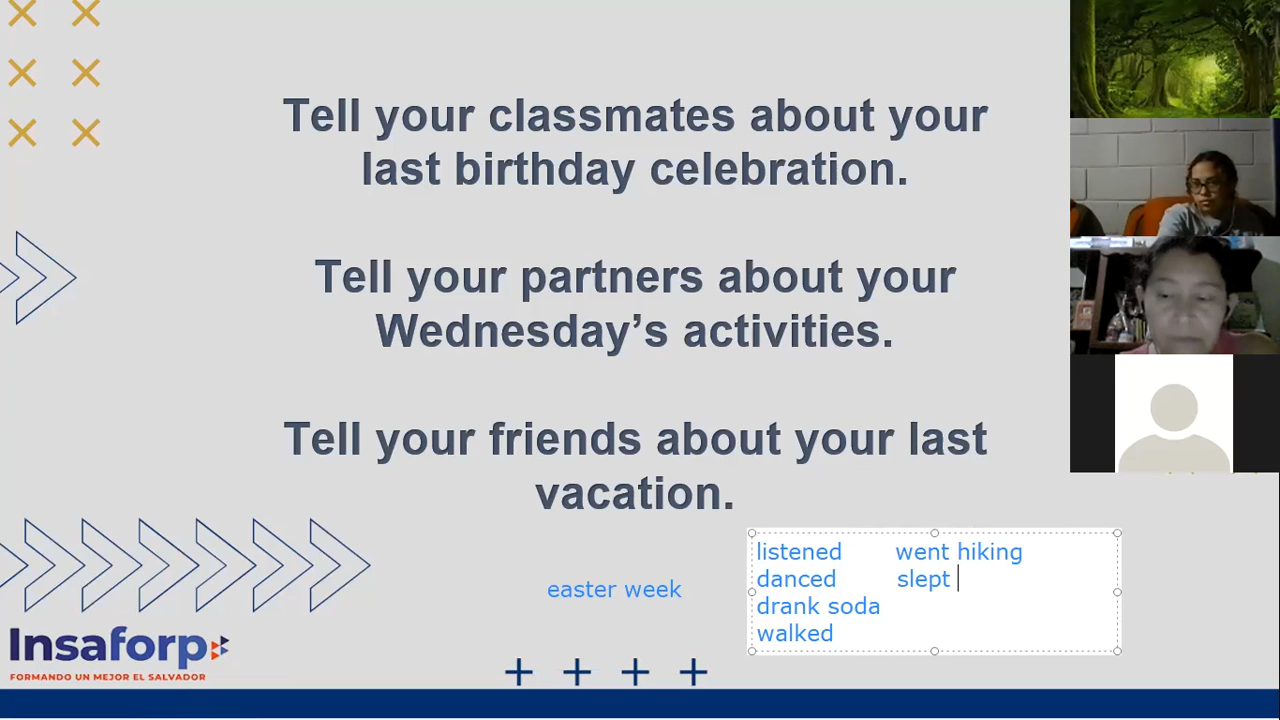 Tell your classmates about your
last birthday celebration.
Tell your partners about your
Wednesday’s activities.
Tell your friends about your last
vacation.
listened went hiking
danced slept
drank soda
walked
easter week
Insaforp
FORMANDO UN MEJOR EL SALVADOR